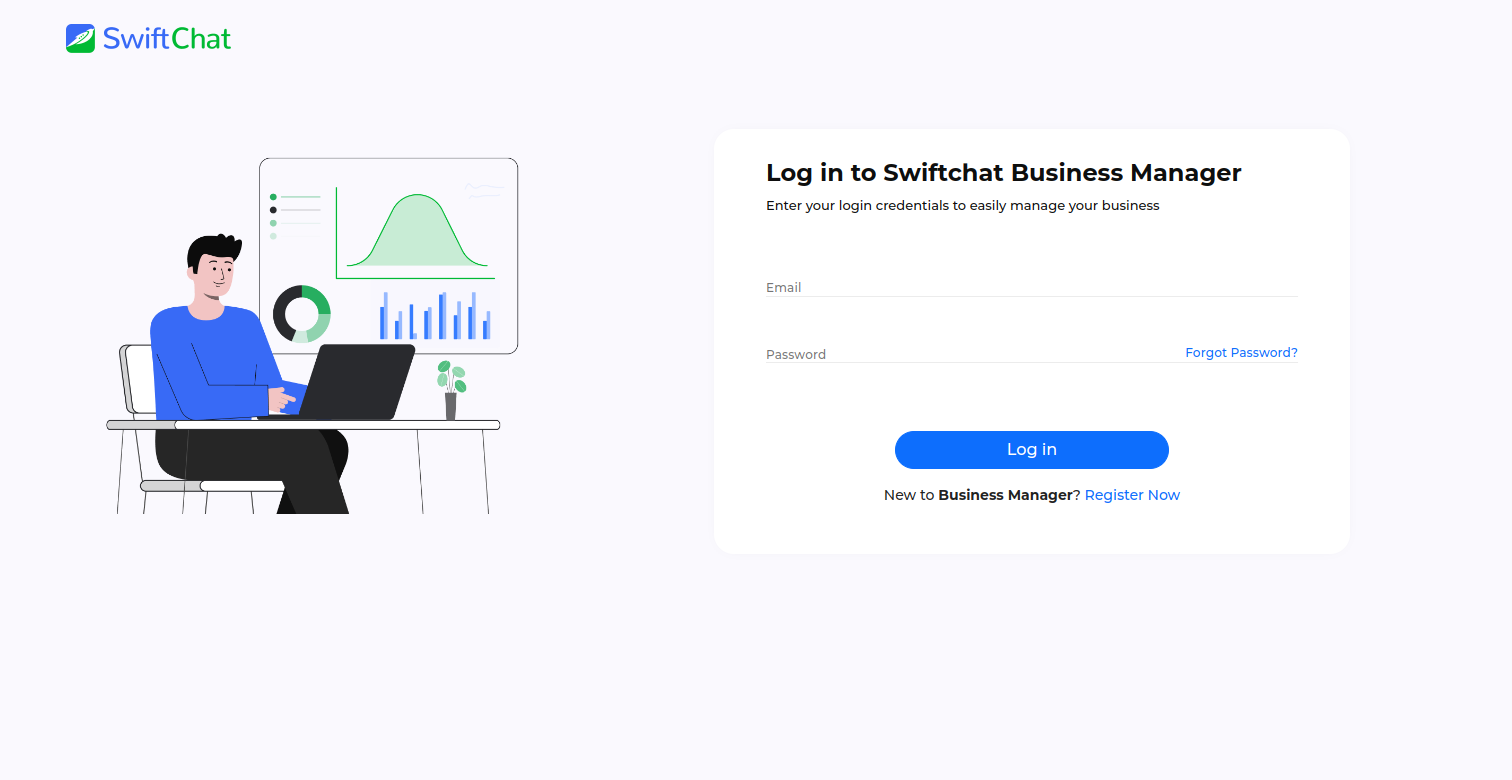 SwiftChat
Log in to Swiftchat Business Manager
Enter your login credentials to easily manage your business
Email
Password
Forgot Password?
Log in
New to Business Manager? Register Now